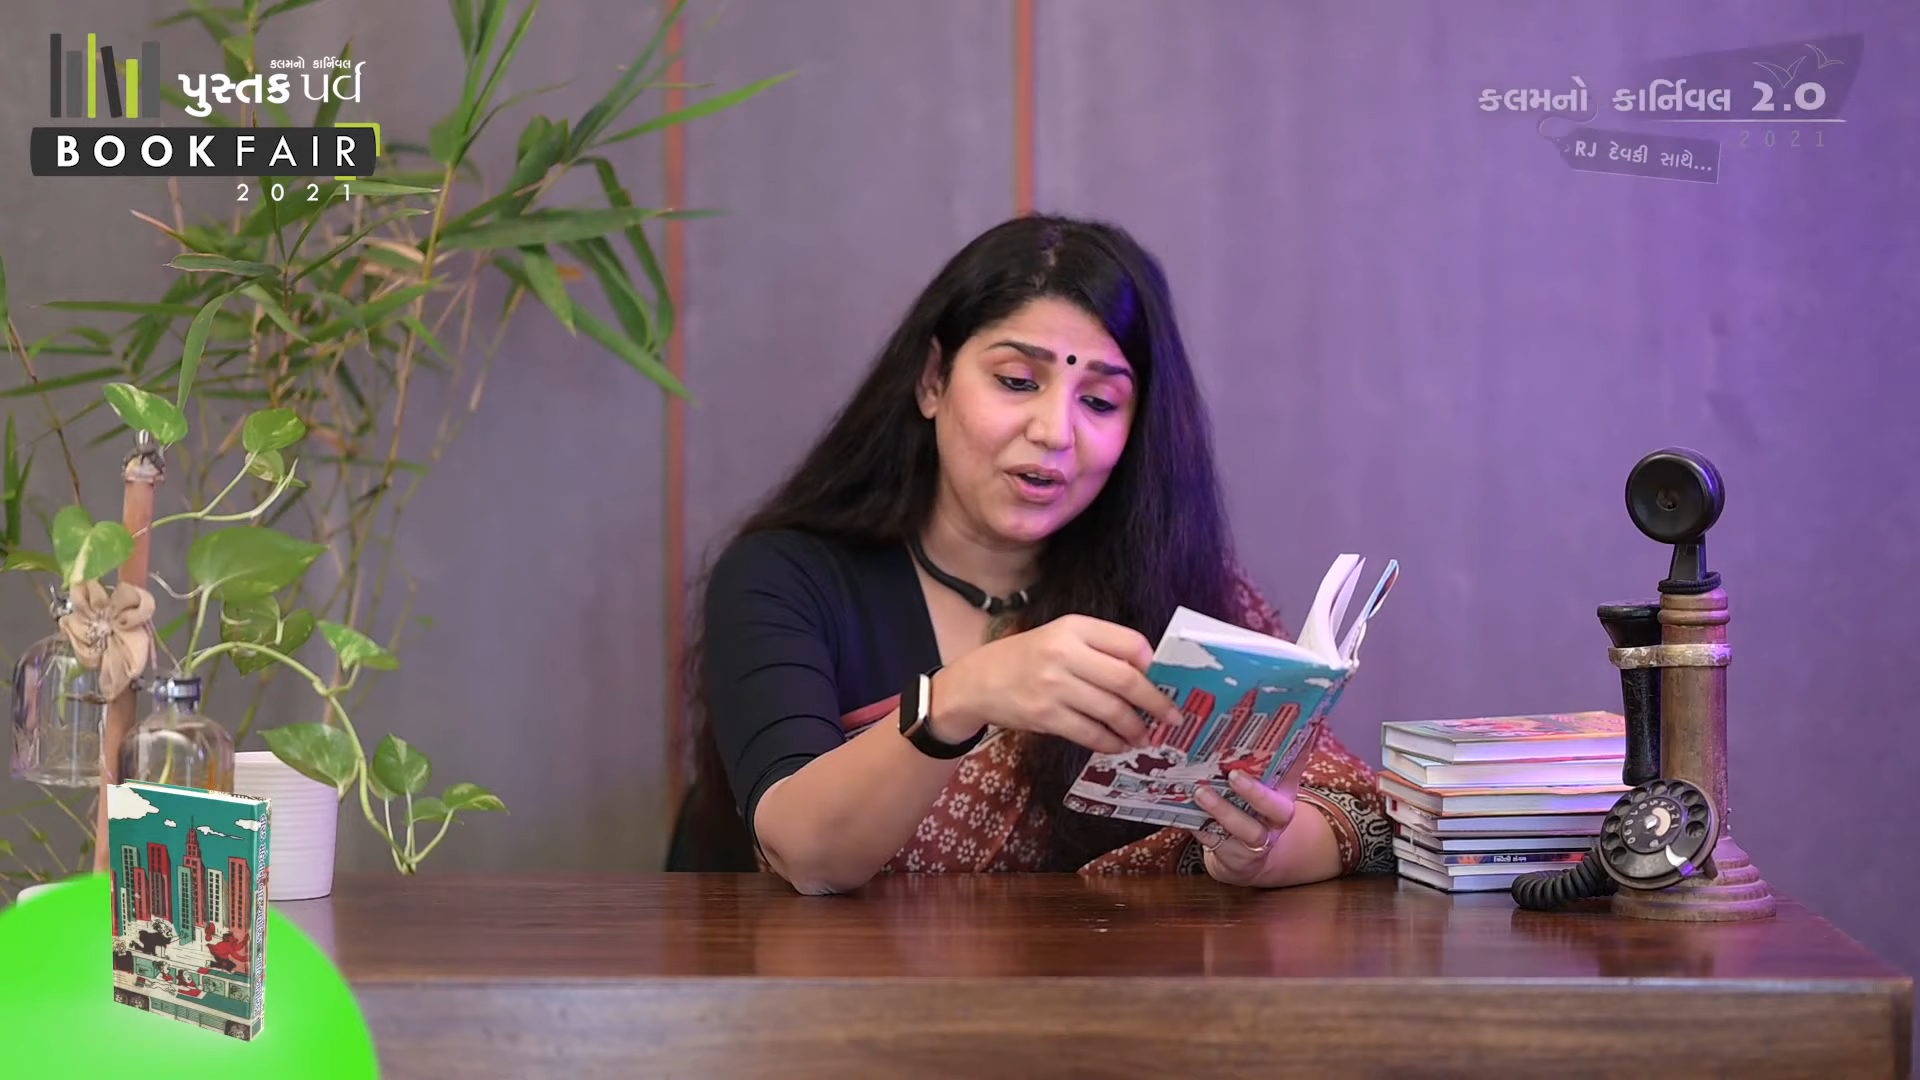 કલમનો કાર્નિવલ
પુસ્તક પર્વ
BOOK FAIR
2021
કલમનો કાર્નિવલ 2.0
2021
RJ દેવકી સાથે...